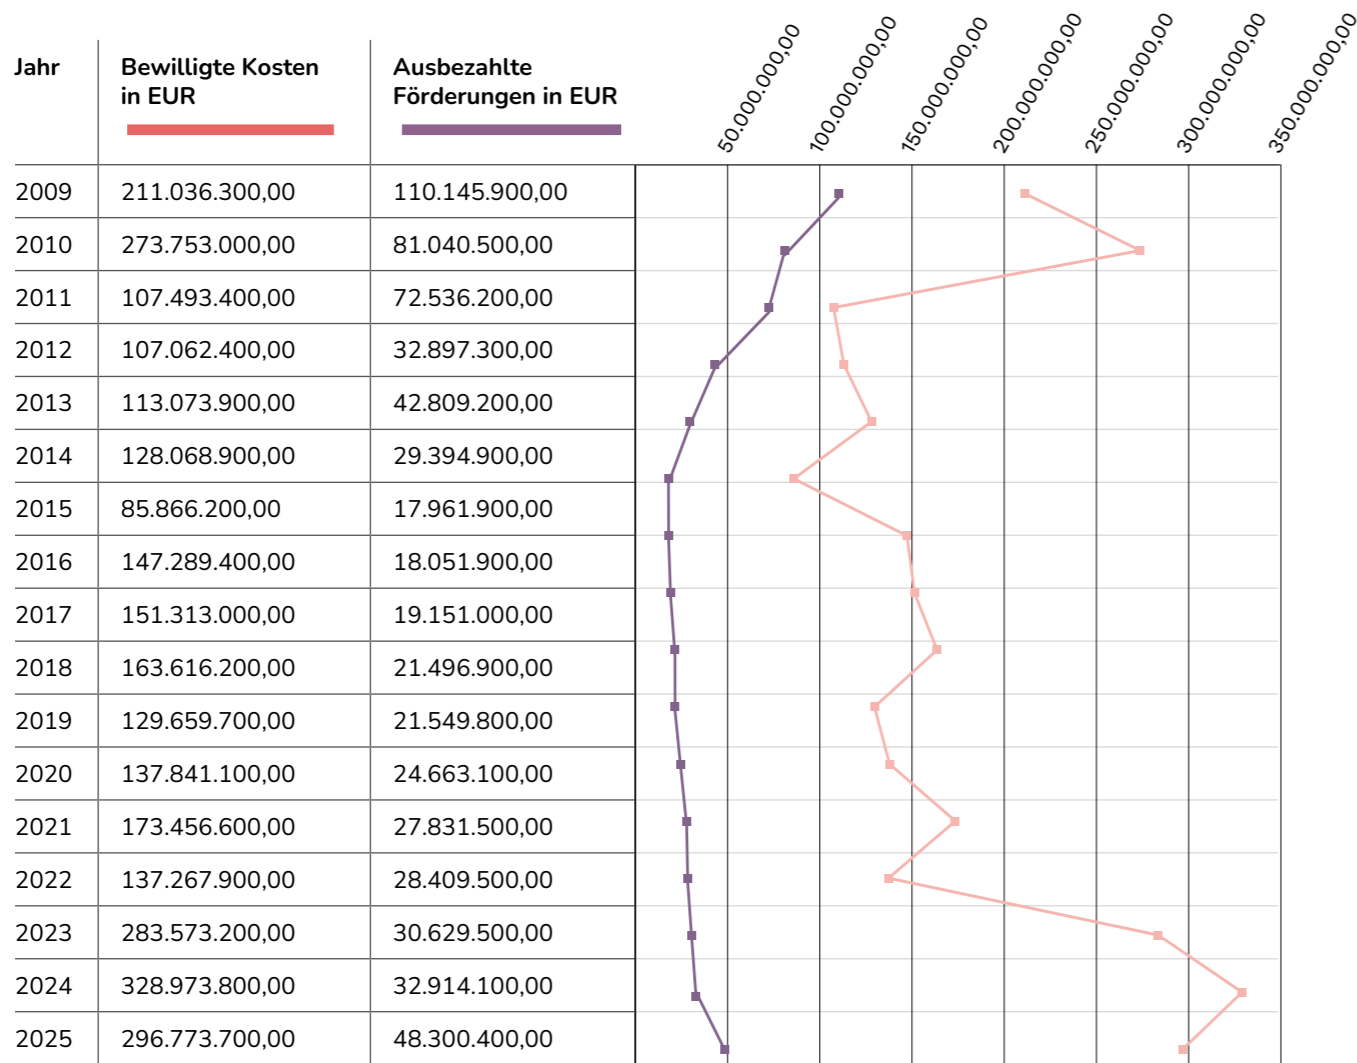 Jahr
Bewilligte Kosten
in EUR
Ausbezahlte
Förderungen in EUR
50.000.000,00
100.000.000,00
150.000.000,00
200.000.000,00
250.000.000,00
300.000.000,00
350.000.000,00
2009 211.036.300,00 110.145.900,00
2010 273.753.000,00 81.040.500,00
2011 107.493.400,00 72.536.200,00
2012 107.062.400,00 32.897.300,00
2013 113.073.900,00 42.809.200,00
2014 128.068.900,00 29.394.900,00
2015 85.866.200,00 17.961.900,00
2016 147.289.400,00 18.051.900,00
2017 151.313.000,00 19.151.000,00
2018 163.616.200,00 21.496.900,00
2019 129.659.700,00 21.549.800,00
2020 137.841.100,00 24.663.100,00
2021 173.456.600,00 27.831.500,00
2022 137.267.900,00 28.409.500,00
2023 283.573.200,00 30.629.500,00
2024 328.973.800,00 32.914.100,00
2025 296.773.700,00 48.300.400,00